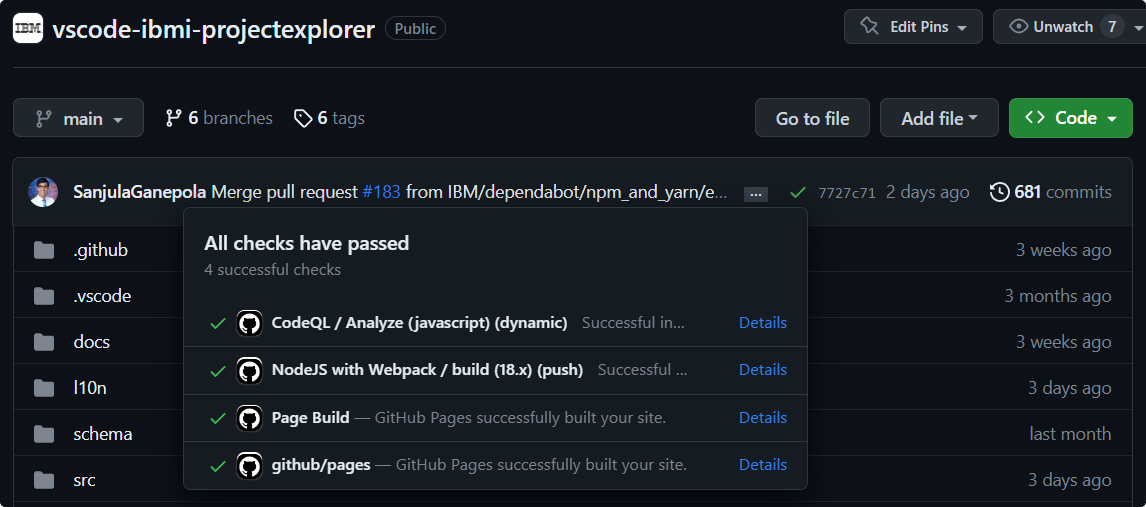 IBM vscode-ibmi-projectexplorer Public Edit Pins Unwatch 7
main 6 branches 6 tags Go to file Add file <> Code
SanjulaGanepola Merge pull request #183 from IBM/dependabot/npm_and_yarn/e... ... 7727c71 2 days ago 681 commits
All checks have passed
4 successful checks
.github 3 weeks ago
.vscode 3 months ago
CodeQL / Analyze (javascript) (dynamic) Successful in... Details
docs 3 weeks ago
NodeJS with Webpack / build (18.x) (push) Successful ... Details
l10n 3 days ago
Page Build — GitHub Pages successfully built your site. Details
schema last month
github/pages — GitHub Pages successfully built your site. Details
src 3 days ago